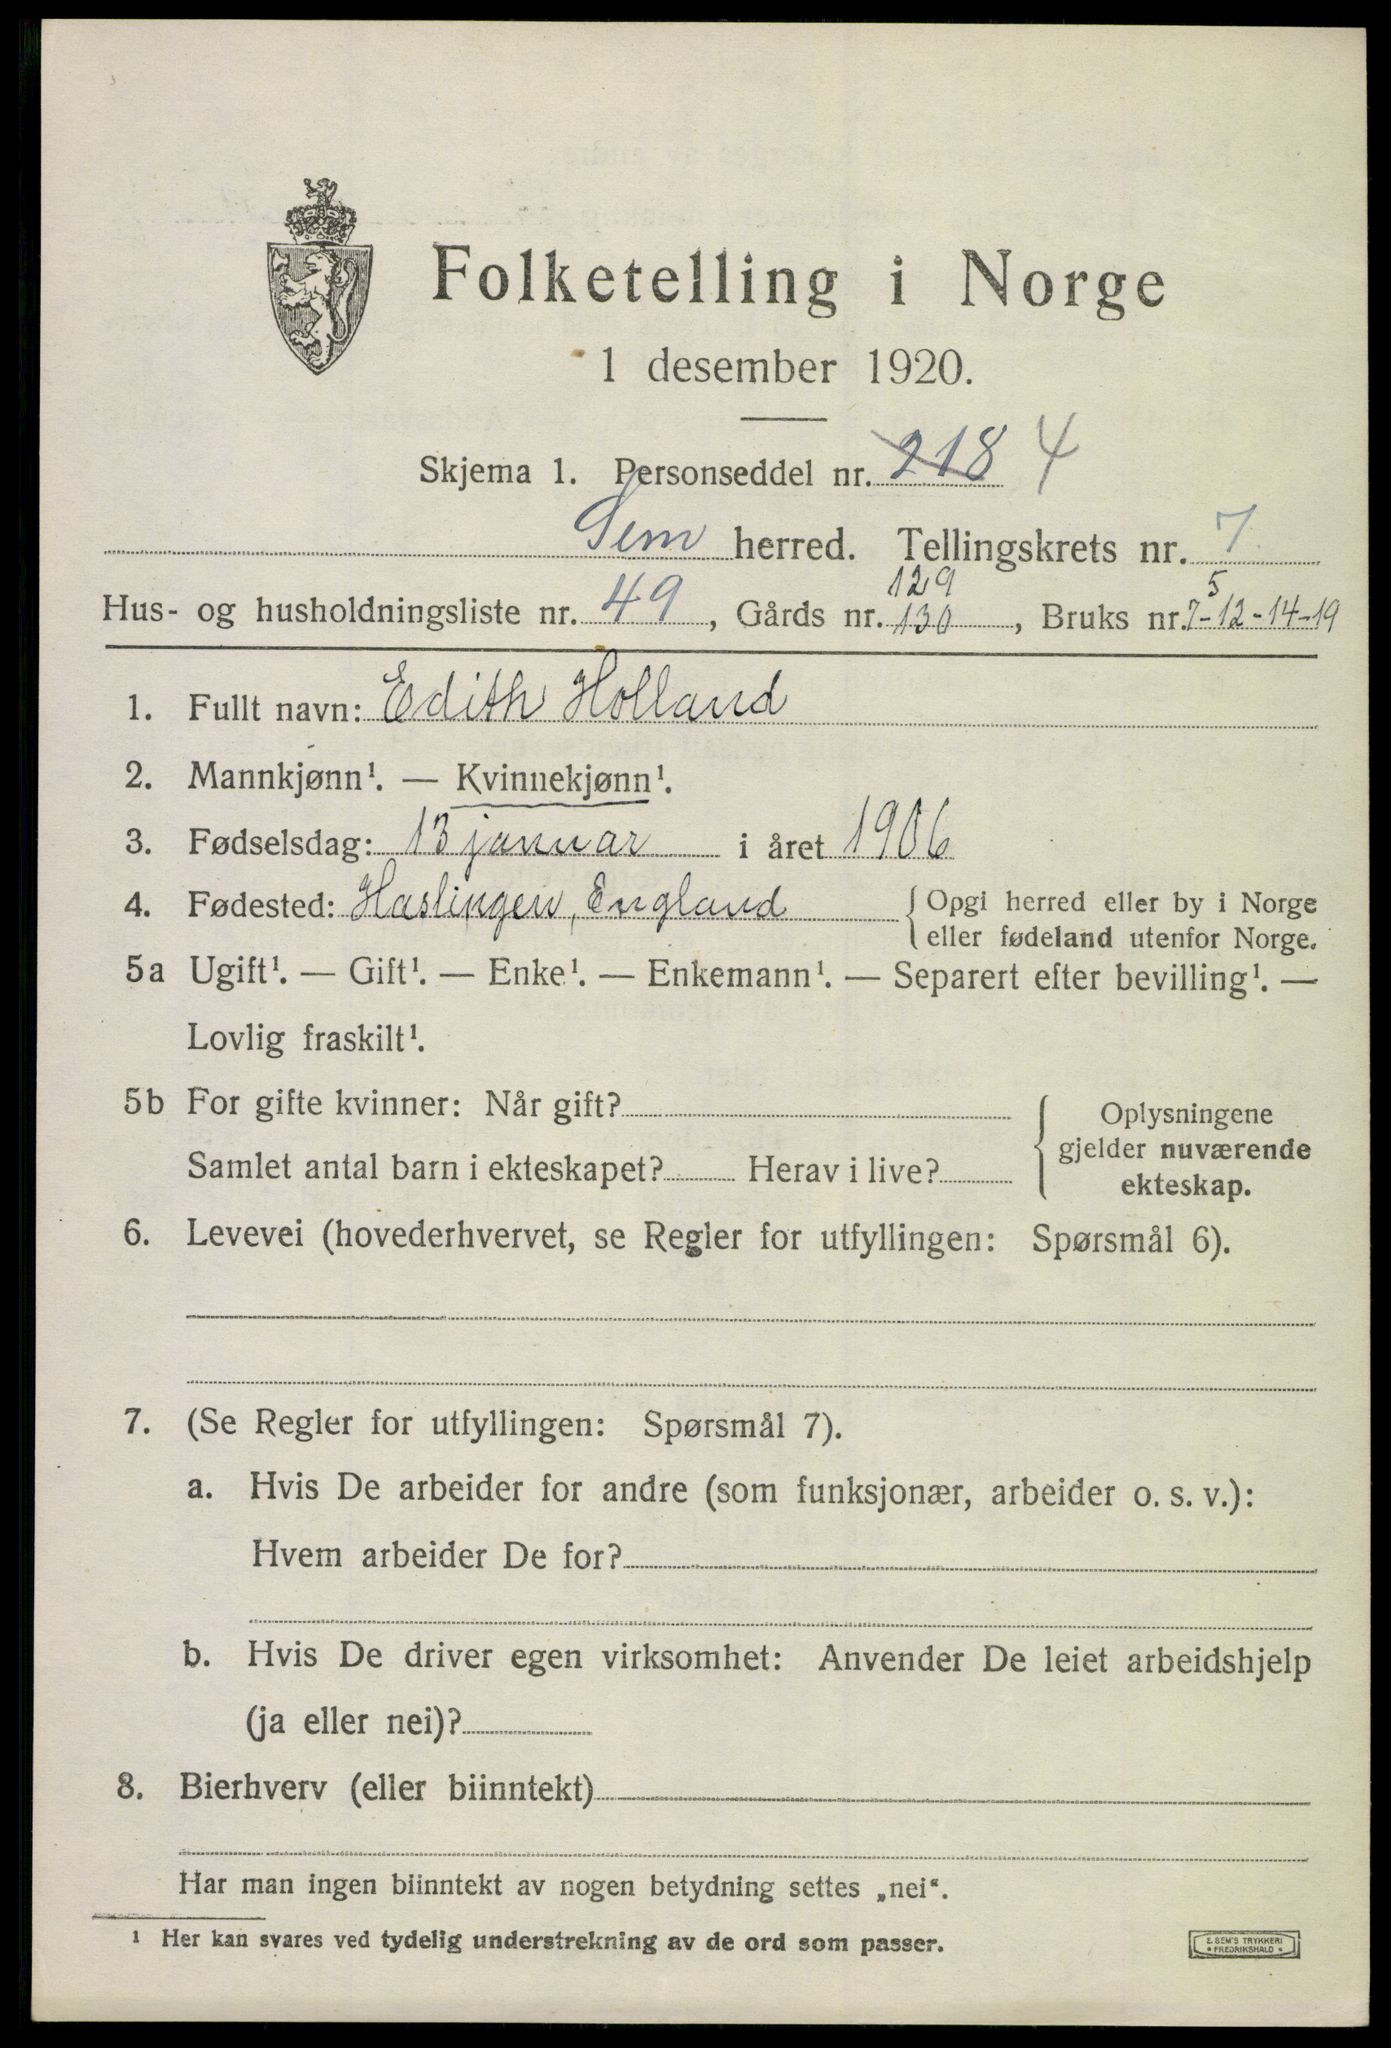 Folketelling i Norge
1 desember 1920.
Skjema 1. Personseddel nr. 218 4
Sem herred. Tellingskrets nr. 7
129 5
Hus- og husholdningsliste nr. 49, Gårds nr. 130, Bruks nr. 7-12-14-19
1. Fullt navn: Edith Holland
2. Mannkjønn¹. — Kvinnekjønn¹.
3. Fødselsdag: 13 januar i året 1906
4. Fødested: Haslingen, England { Opgi herred eller by i Norge
eller fødeland utenfor Norge.
5a Ugift¹. — Gift¹. — Enke¹. — Enkemann¹. — Separert efter bevilling¹. —
Lovlig fraskilt¹.
5b For gifte kvinner: Når gift? { Oplysningene
gjelder nuværende
Samlet antal barn i ekteskapet? Herav i live? ekteskap.
6. Levevei (hovederhvervet, se Regler for utfyllingen: Spørsmål 6).
7. (Se Regler for utfyllingen: Spørsmål 7).
a. Hvis De arbeider for andre (som funksjonær, arbeider o. s. v.):
Hvem arbeider De for?
b. Hvis De driver egen virksomhet: Anvender De leiet arbeidshjelp
(ja eller nei)?
8. Bierhverv (eller biinntekt)
Har man ingen biinntekt av nogen betydning settes „nei“.
¹ Her kan svares ved tydelig understrekning av de ord som passer.
E. SEM'S TRYKKERI
* FREDRIKSHALD *